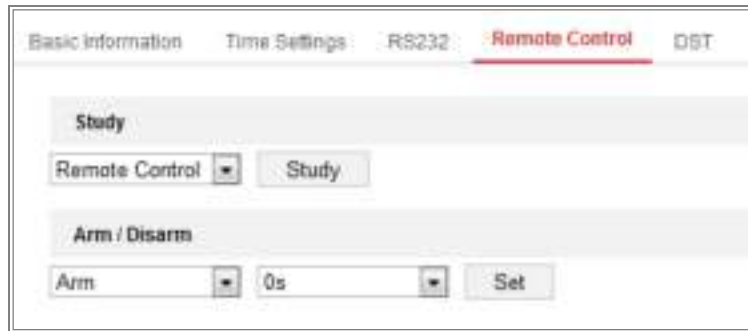 Basic Information Time Settings RS232 Remote Control DST
Study
Remote Control Study
Arm / Disarm
Arm 0s Set